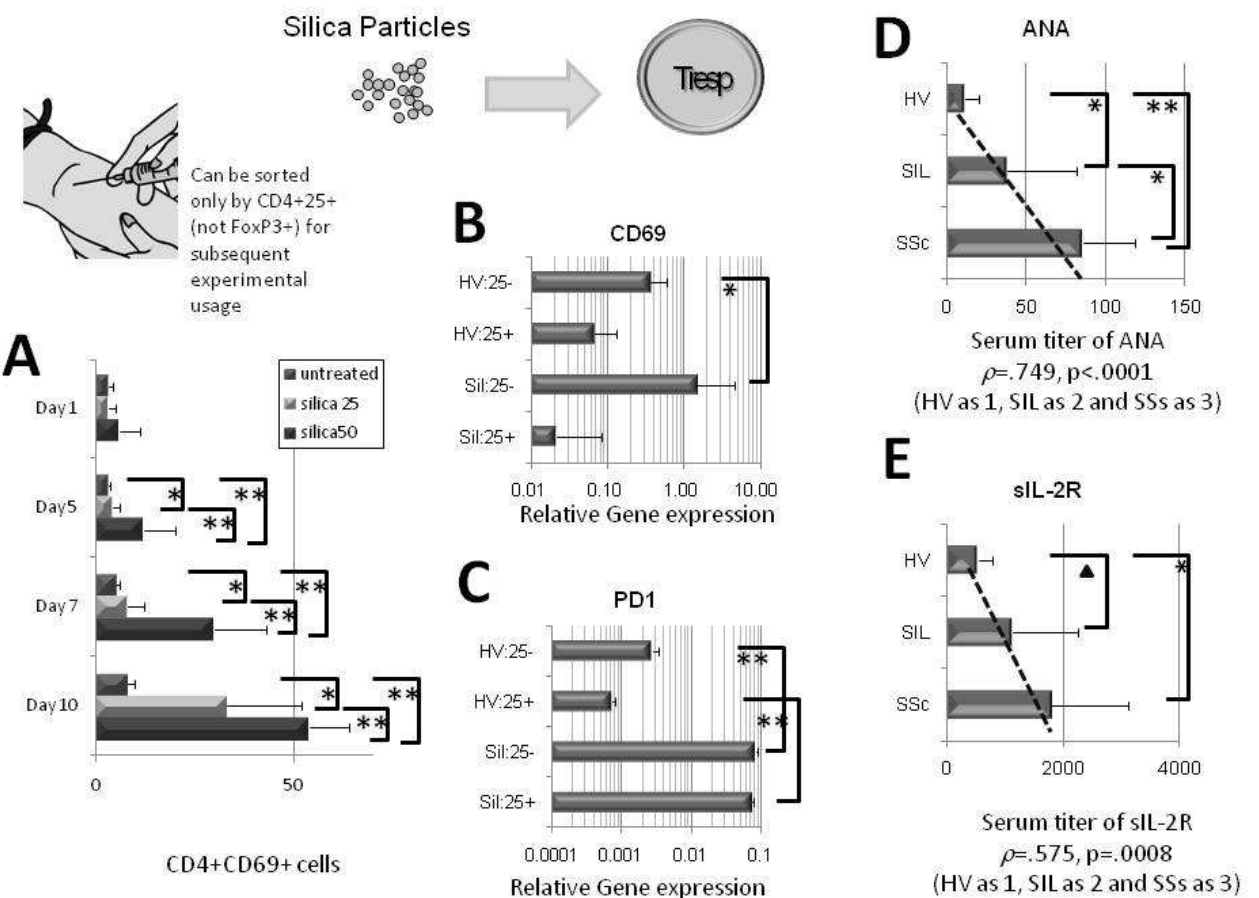 Silica Particles
Tresp
Can be sorted
only by CD4+25+
(not FoxP3+) for
subsequent
experimental
usage
A
untreated
silica 25
silica50
Day1
Day5
* **
**
Day7
* **
**
Day10
* **
**
0 50
CD4+CD69+ cells
B
CD69
HV:25-
HV:25+
Sil:25-
Sil:25+
*
0.01 0.10 1.00 10.00
Relative Gene expression
C
PD1
HV:25-
HV:25+
Sil:25-
Sil:25+
**
**
0.0001 0.001 0.01 0.1
Relative Gene expression
D
ANA
HV
SIL
SSc
* **
*
0 50 100 150
Serum titer of ANA
ρ=.749, p<.0001
(HV as 1, SIL as 2 and SSs as 3)
E
sIL-2R
HV
SIL
SSc
▲ *
0 2000 4000
Serum titer of sIL-2R
ρ=.575, p=.0008
(HV as 1, SIL as 2 and SSs as 3)